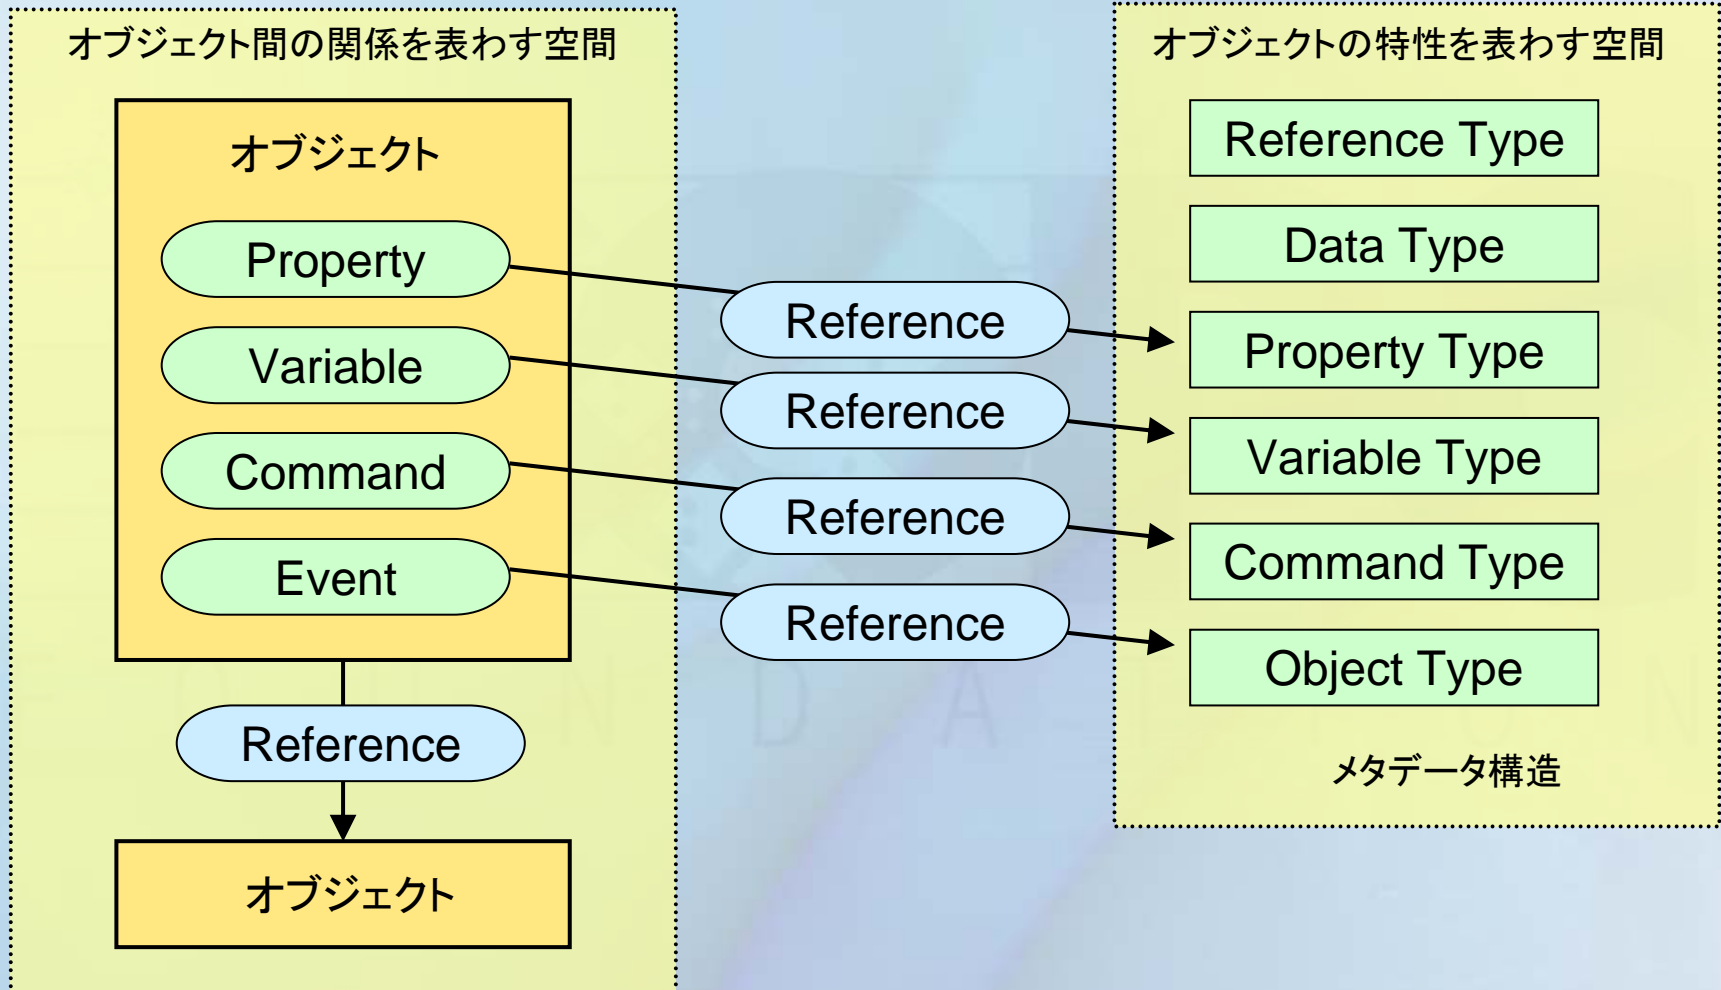 オブジェクト間の関係を表わす空間
オブジェクト
Property
Variable
Command
Event
Reference
オブジェクト
Reference
Reference
Reference
Reference
オブジェクトの特性を表わす空間
Reference Type
Data Type
Property Type
Variable Type
Command Type
Object Type
メタデータ構造